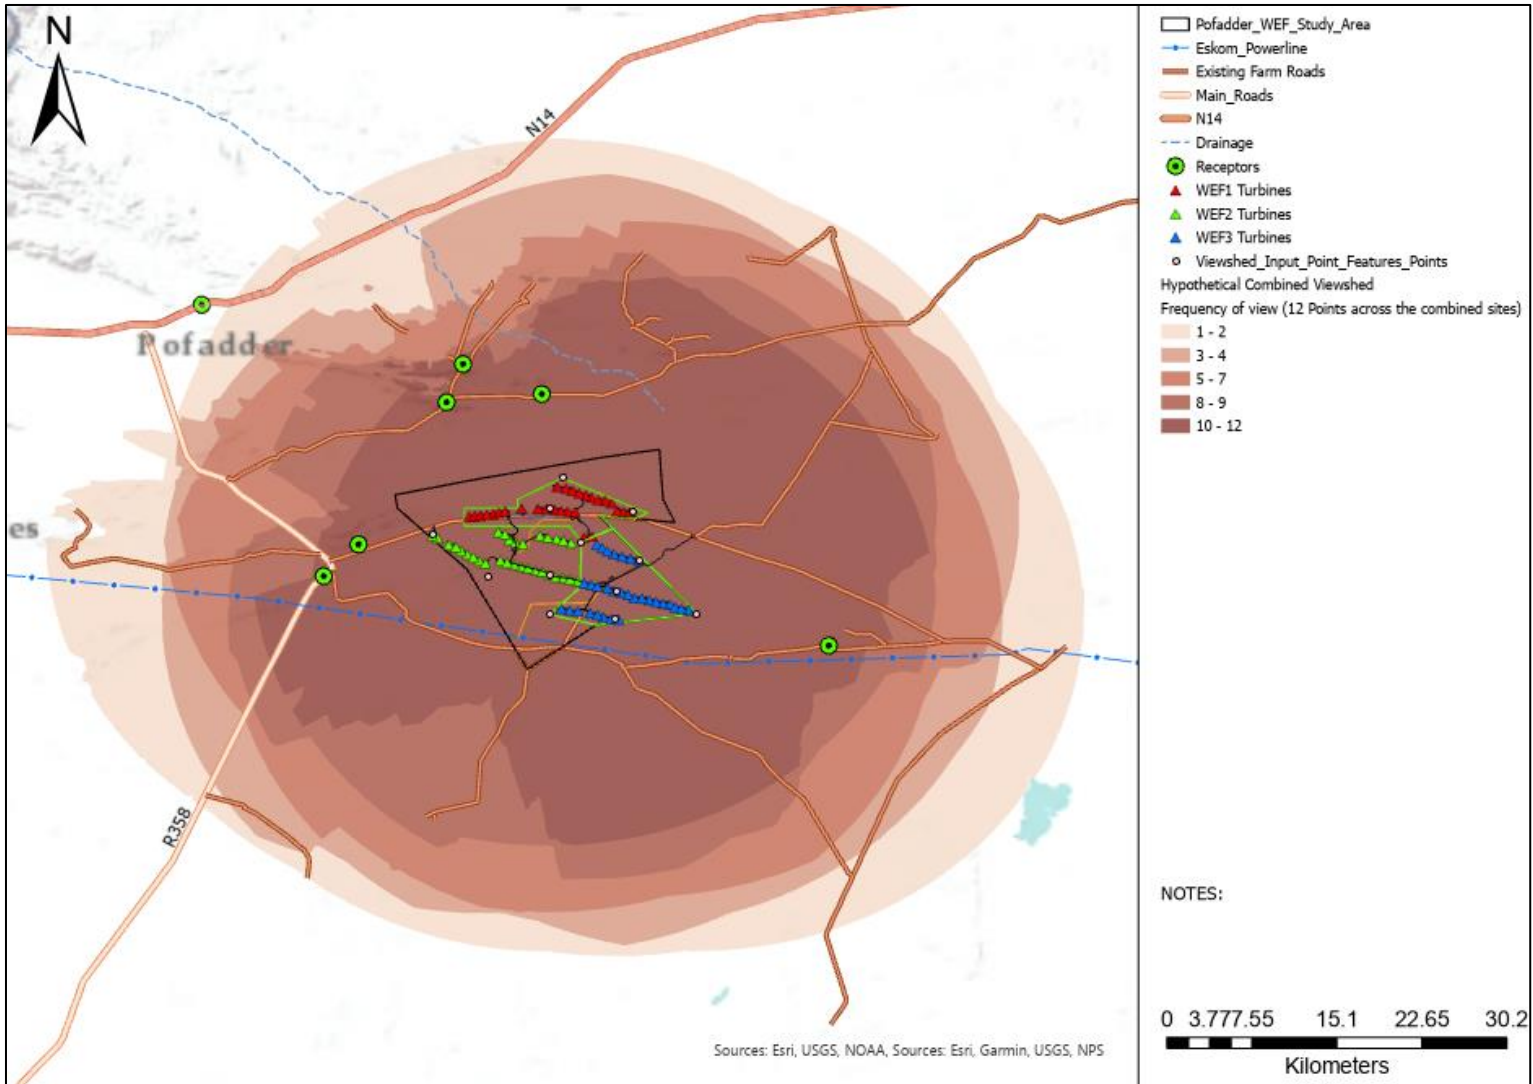 N
N14
Pofadder
es
R358
Sources: Esri, USGS, NOAA, Sources: Esri, Garmin, USGS, NPS
Pofadder_WEF_Study_Area
Eskom_Powerline
Existing Farm Roads
Main_Roads
N14
Drainage
Receptors
WEF1 Turbines
WEF2 Turbines
WEF3 Turbines
Viewshed_Input_Point_Features_Points
Hypothetical Combined Viewshed
Frequency of view (12 Points across the combined sites)
1 - 2
3 - 4
5 - 7
8 - 9
10 - 12
NOTES:
0 3.777.55 15.1 22.65 30.2
Kilometers